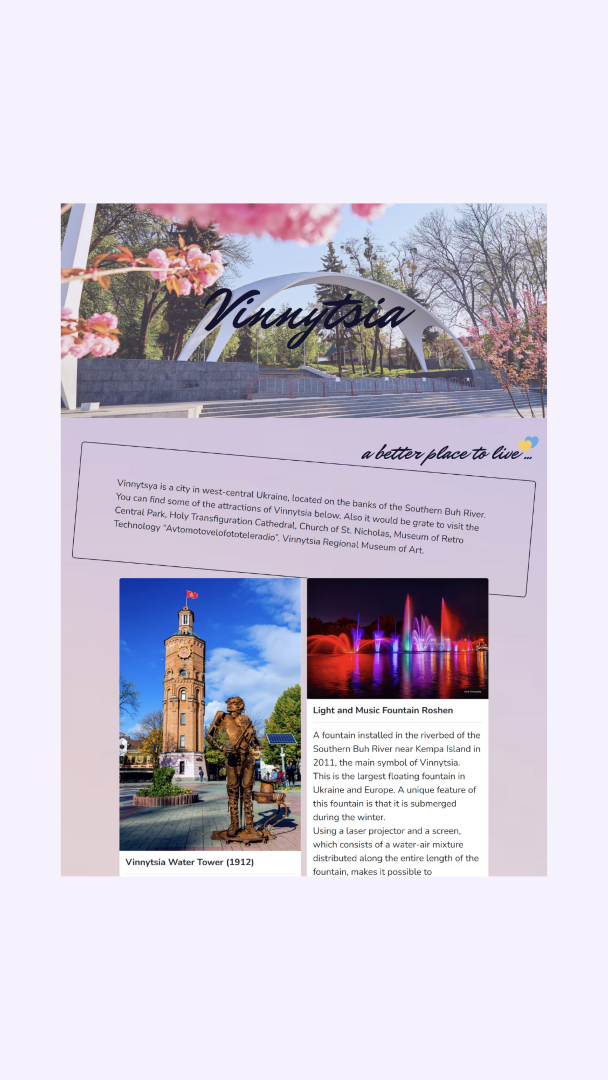 Vinnytsia
a better place to live ...
Vinnytsya is a city in west-central Ukraine, located on the banks of the Southern Buh River.
You can find some of the attractions of Vinnytsia below. Also it would be grate to visit the
Central Park, Holy Transfiguration Cathedral, Church of St. Nicholas, Museum of Retro
Technology "Avtomotovelofototeleradio", Vinnytsia Regional Museum of Art.
Vinnytsia Water Tower (1912)
Light and Music Fountain Roshen
A fountain installed in the riverbed of the
Southern Buh River near Kempa Island in
2011, the main symbol of Vinnytsia.
This is the largest floating fountain in
Ukraine and Europe. A unique feature of
this fountain is that it is submerged
during the winter.
Using a laser projector and a screen,
which consists of a water-air mixture
distributed along the entire length of the
fountain, makes it possible to